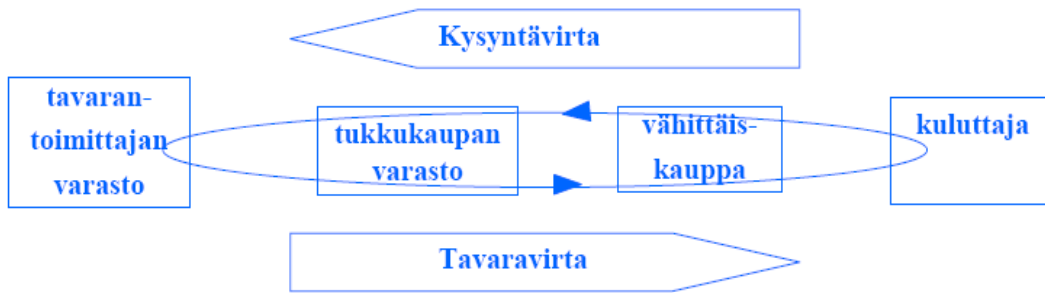 Kysyntävirta
tavaran-
toimittajan
varasto
tukkukaupan
varasto
vähittäis-
kauppa
kuluttaja
Tavaravirta